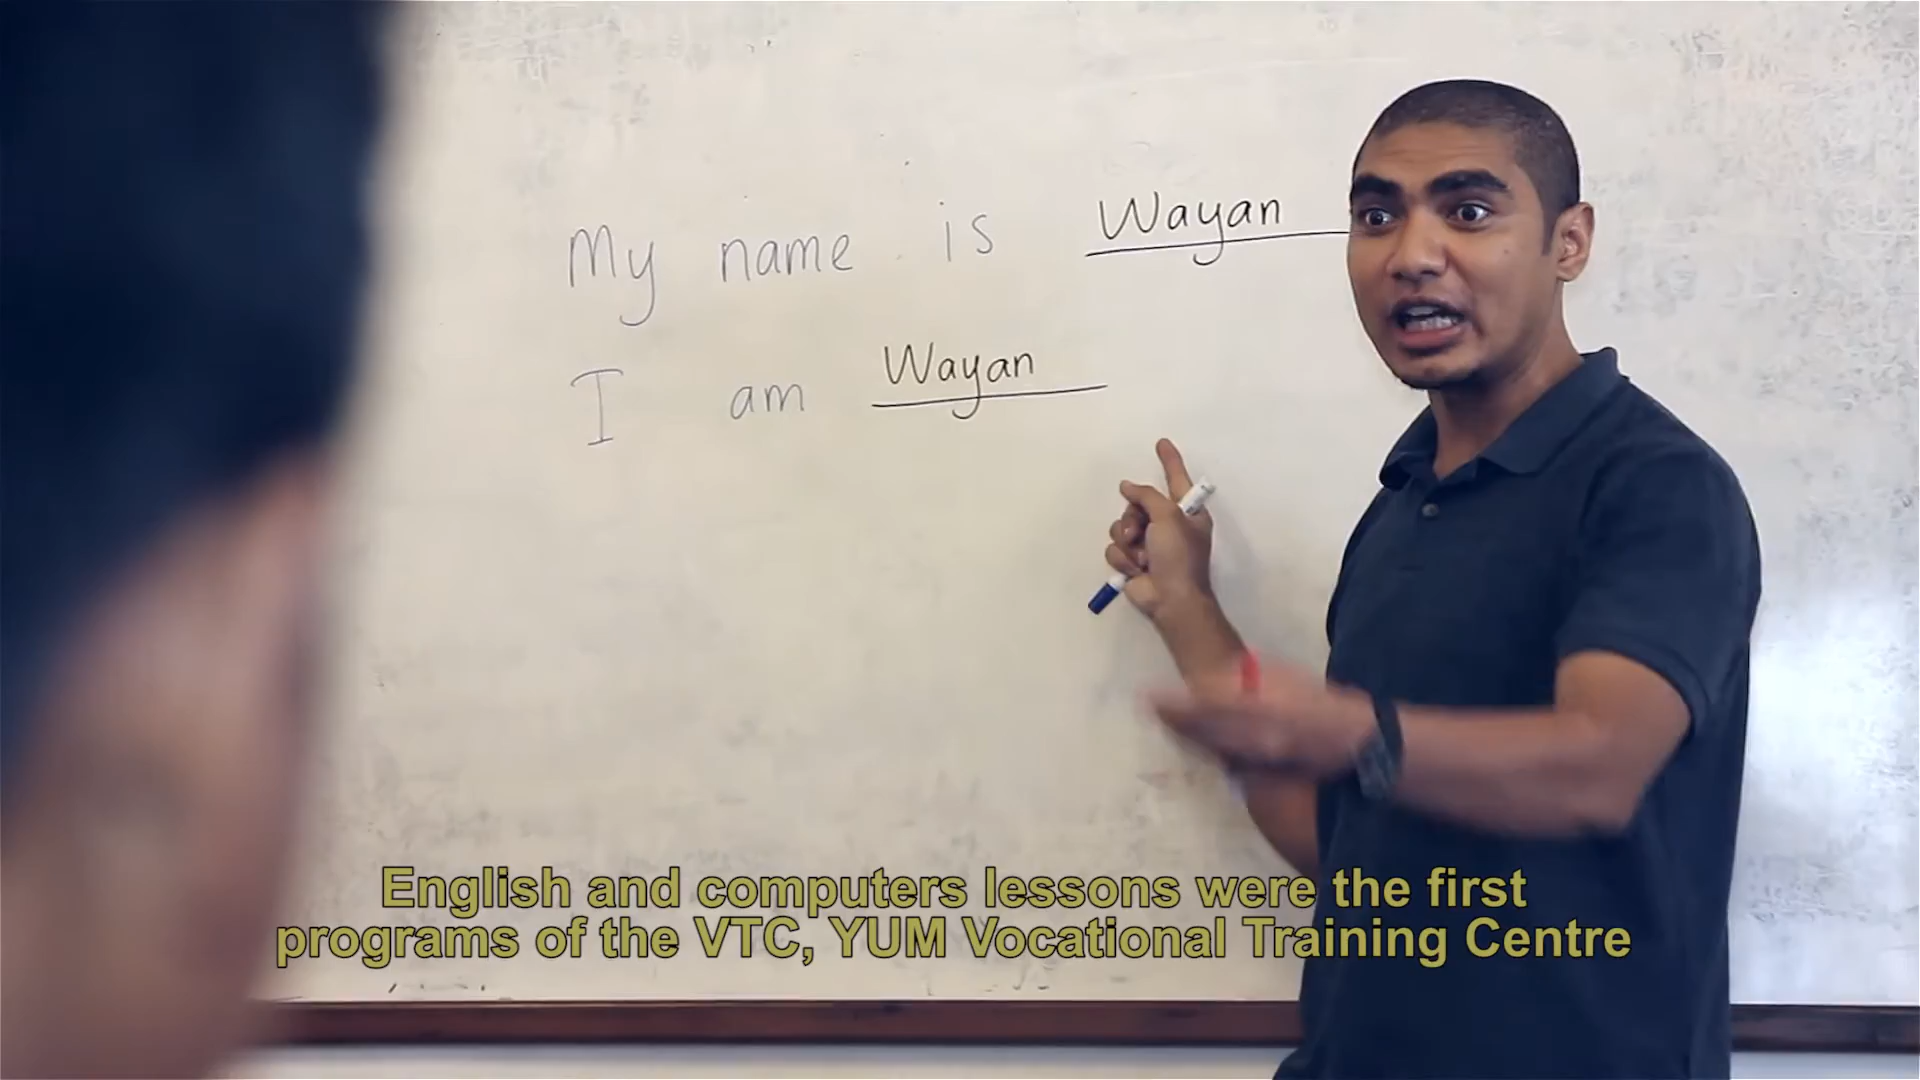 My name is Wayan
I am Wayan
English and computers lessons were the first
programs of the VTC, YUM Vocational Training Centre